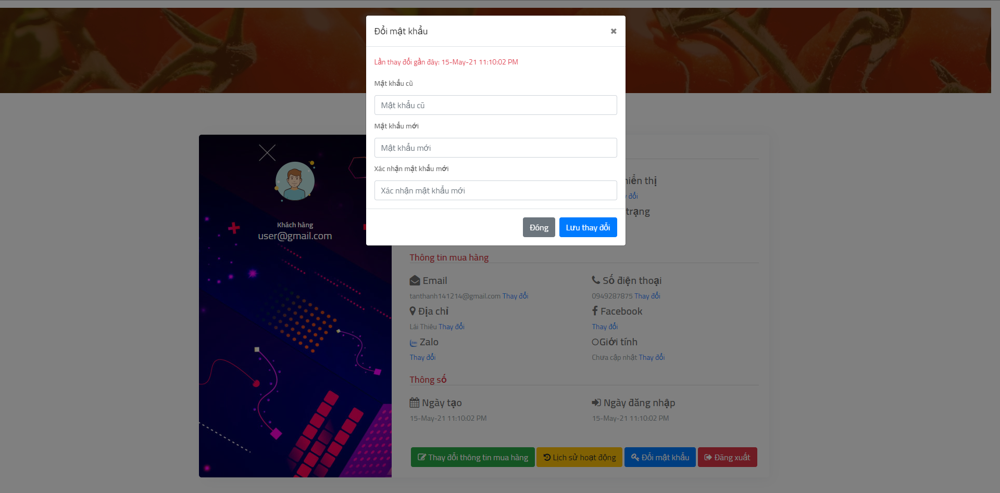 Đổi mật khẩu
✖
Lần thay đổi gần đây: 15-May-21 11:10:02 PM
Mật khẩu cũ
Mật khẩu cũ
Mật khẩu mới
Mật khẩu mới
Xác nhận mật khẩu mới
Xác nhận mật khẩu mới
Đóng Lưu thay đổi
Khách hàng
user@gmail.com
hiển thị
đổi
trạng
Thông tin mua hàng
Email
tanthanh141214@gmail.com Thay đổi
Số điện thoại
0949287875 Thay đổi
Địa chỉ
Lái Thiêu Thay đổi
Facebook
Thay đổi
Zalo
Thay đổi
Giới tính
Chưa cập nhật Thay đổi
Thông số
Ngày tạo
15-May-21 11:10:02 PM
Ngày đăng nhập
15-May-21 11:10:02 PM
Thay đổi thông tin mua hàng Lịch sử hoạt động Đổi mật khẩu Đăng xuất